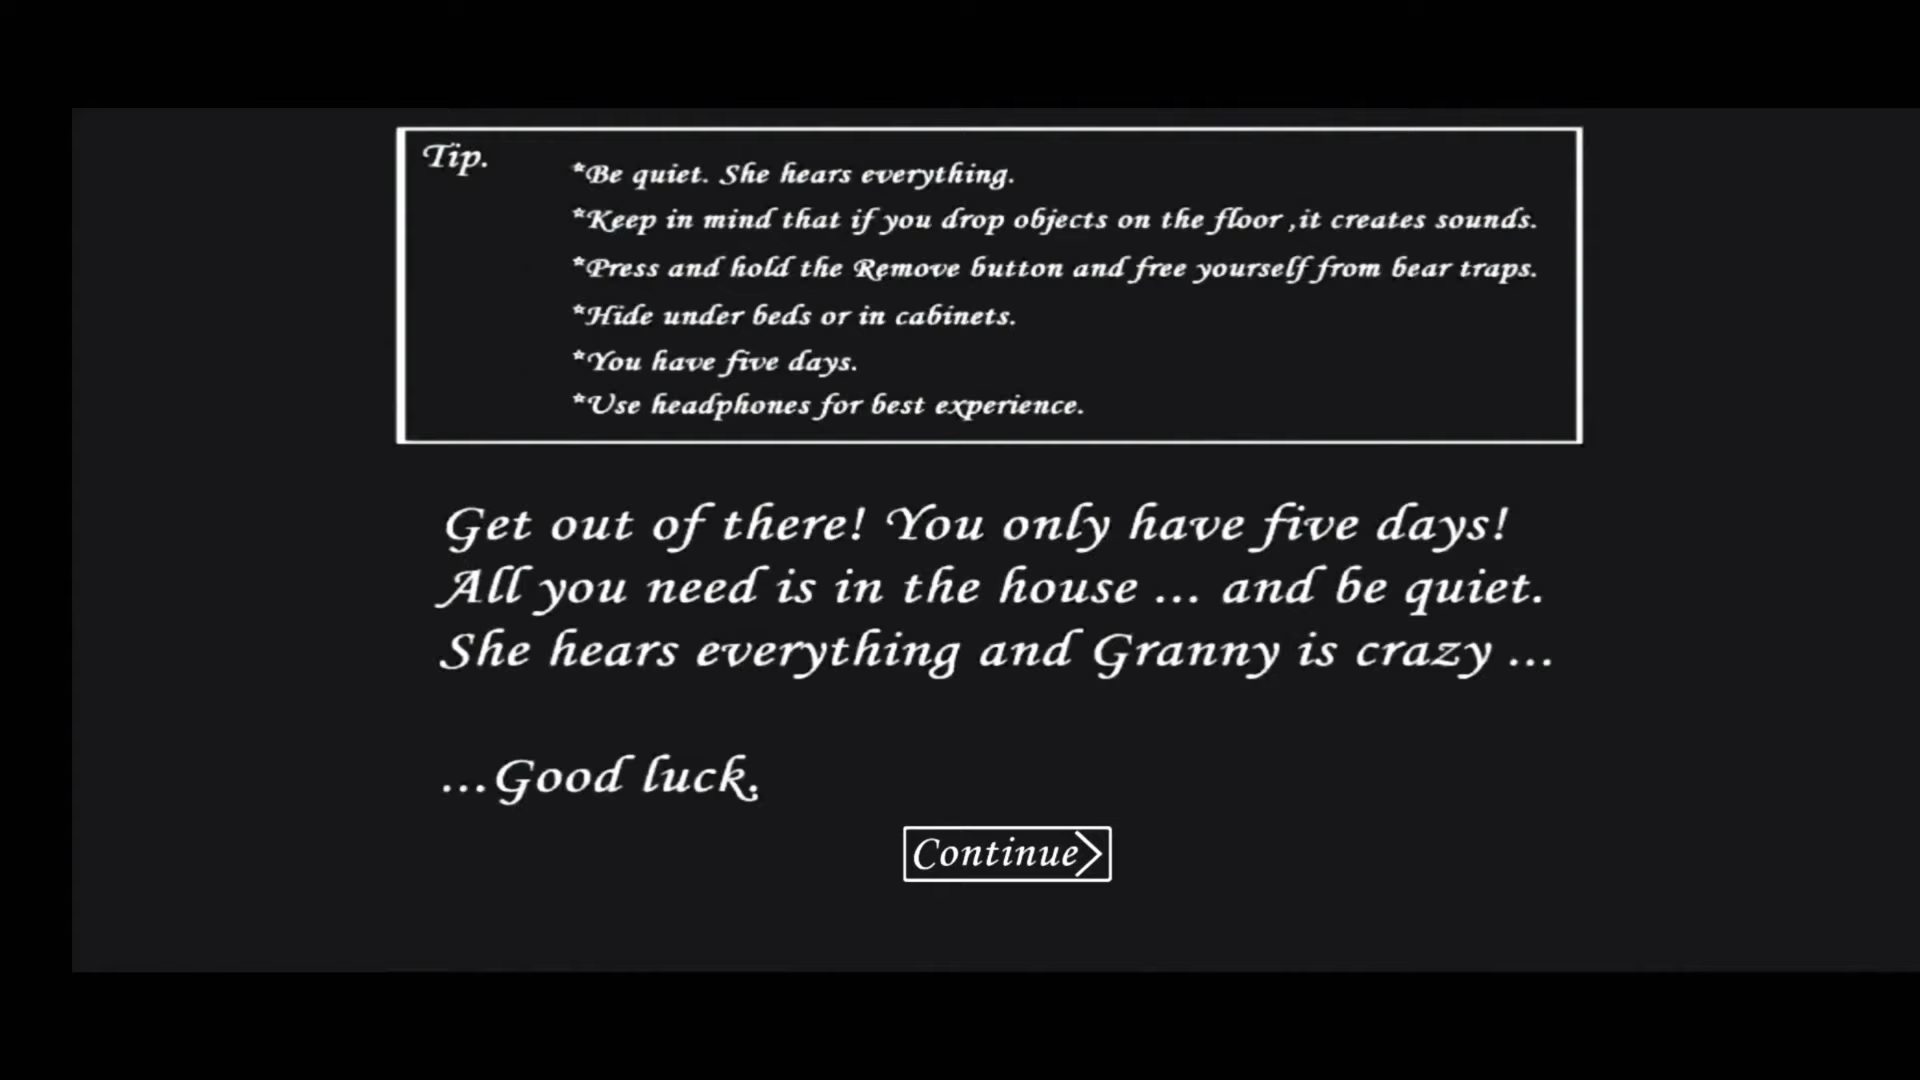 Tip.
*Be quiet. She hears everything.
*Keep in mind that if you drop objects on the floor ,it creates sounds.
*Press and hold the Remove button and free yourself from bear traps.
*Hide under beds or in cabinets.
*You have five days.
*Use headphones for best experience.
Get out of there! You only have five days!
All you need is in the house ... and be quiet.
She hears everything and Granny is crazy ...
...Good luck.
Continue>